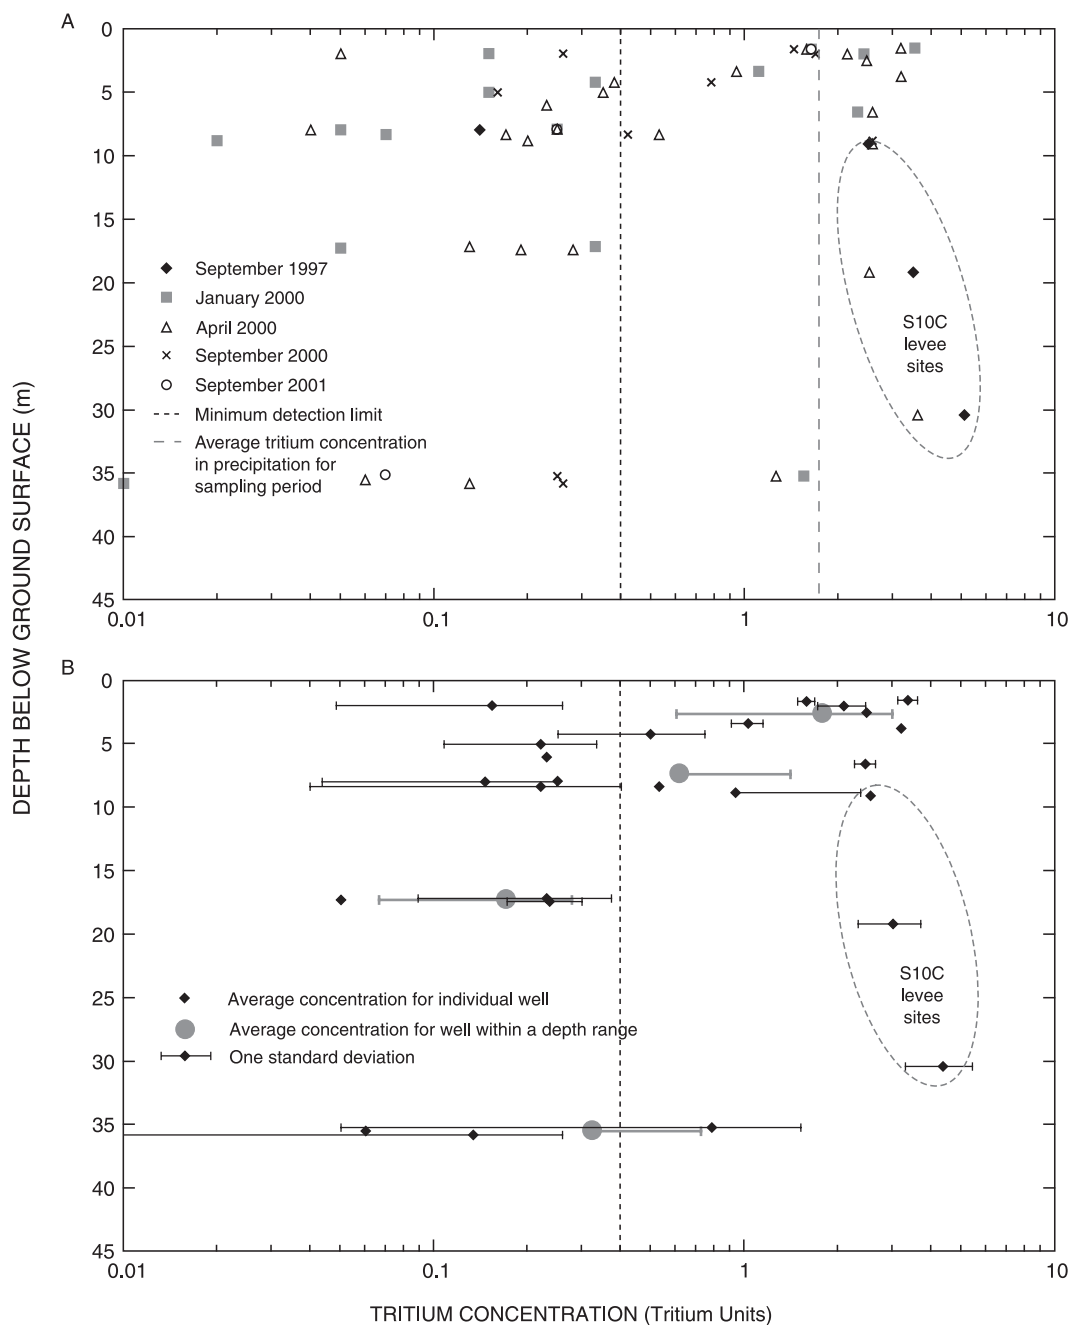 A
0
5
10
15
20
25
30
35
40
45
September 1997
January 2000
April 2000
September 2000
September 2001
Minimum detection limit
Average tritium concentration
in precipitation for
sampling period
S10C
levee
sites
0.01
0.1
1
10
DEPTH BELOW GROUND SURFACE (m)
B
0
5
10
15
20
25
30
35
40
45
Average concentration for individual well
Average concentration for well within a depth range
One standard deviation
S10C
levee
sites
0.01
0.1
1
10
TRITIUM CONCENTRATION (Tritium Units)